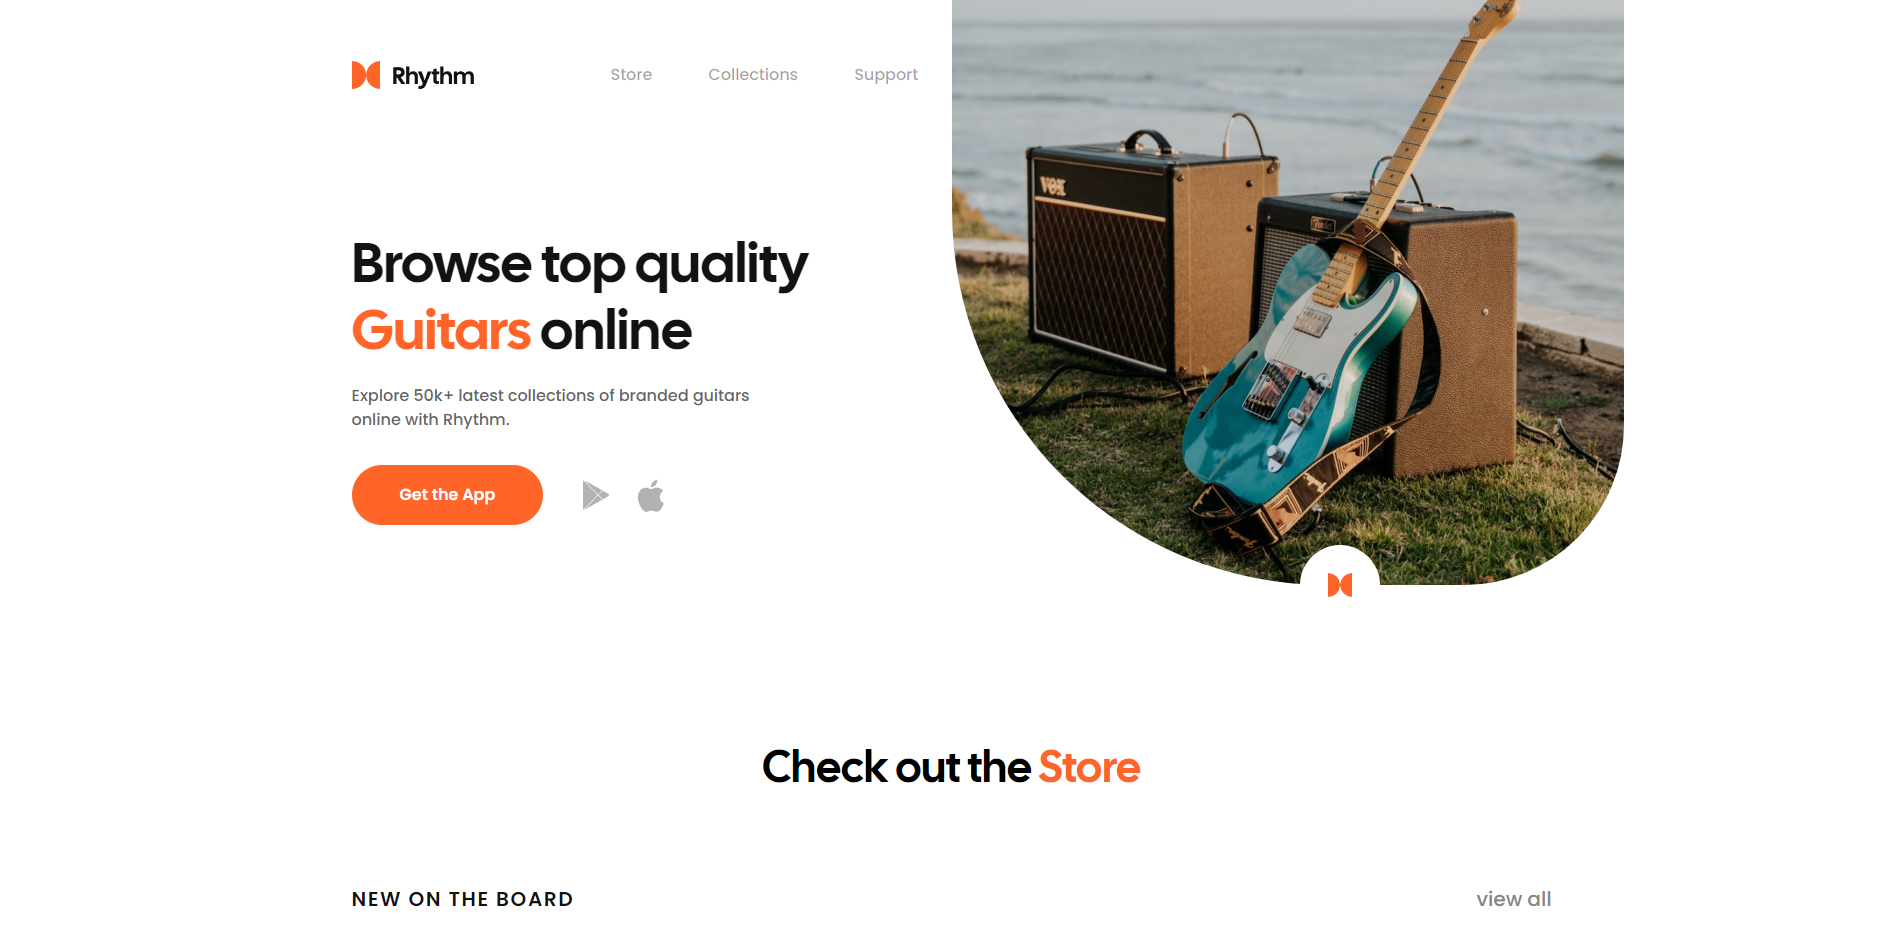 Rhythm
Store
Collections
Support
Browse top quality
Guitars online
Explore 50k+ latest collections of branded guitars
online with Rhythm.
Get the App
VOX
Fender
Check out the Store
NEW ON THE BOARD
view all